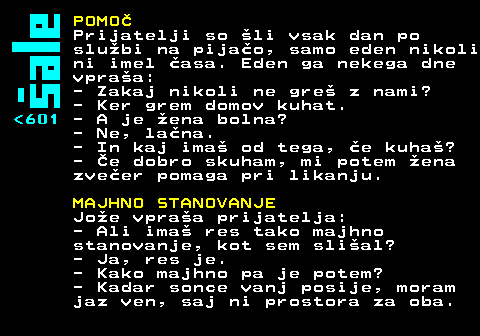 Šale
<601
POMOČ
Prijatelji so šli vsak dan po
službi na pijačo, samo eden nikoli
ni imel časa. Eden ga nekega dne
vpraša:
- Zakaj nikoli ne greš z nami?
- Ker grem domov kuhat.
- A je žena bolna?
- Ne, lačna.
- In kaj imaš od tega, če kuhaš?
- Če dobro skuham, mi potem žena
zvečer pomaga pri likanju.
MAJHNO STANOVANJE
Jože vpraša prijatelja:
- Ali imaš res tako majhno
stanovanje, kot sem slišal?
- Ja, res je.
- Kako majhno pa je potem?
- Kadar sonce vanj posije, moram
jaz ven, saj ni prostora za oba.